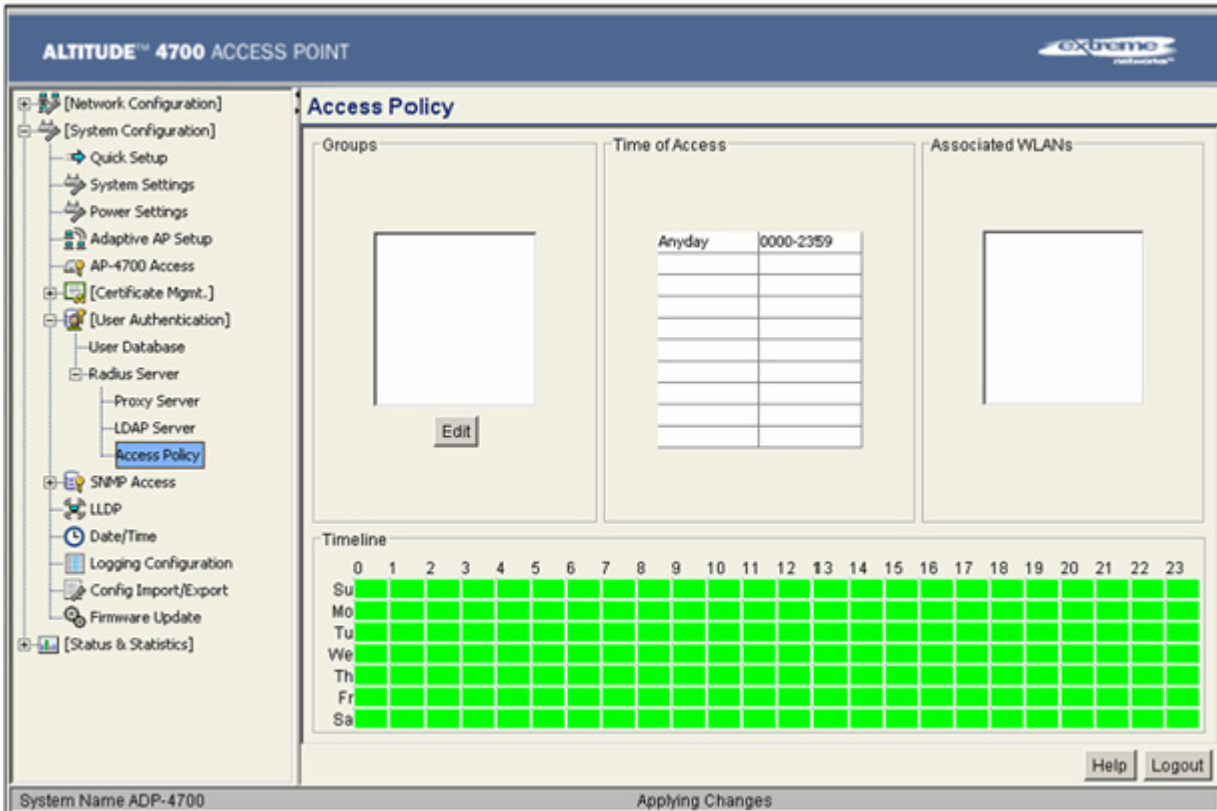 ALTITUDE™ 4700 ACCESS POINT
extreme networks™
[Network Configuration]
[System Configuration]
Quick Setup
System Settings
Power Settings
Adaptive AP Setup
AP-4700 Access
[Certificate Mgmt.]
[User Authentication]
User Database
Radius Server
Proxy Server
LDAP Server
Access Policy
SNMP Access
LLDP
Date/Time
Logging Configuration
Config Import/Export
Firmware Update
[Status & Statistics]
Access Policy
Groups
Edit
Time of Access
Anyday 0000-2359
Associated WLANs
Timeline
0 1 2 3 4 5 6 7 8 9 10 11 12 13 14 15 16 17 18 19 20 21 22 23
Su
Mo
Tu
We
Th
Fr
Sa
Help Logout
System Name ADP-4700 Applying Changes